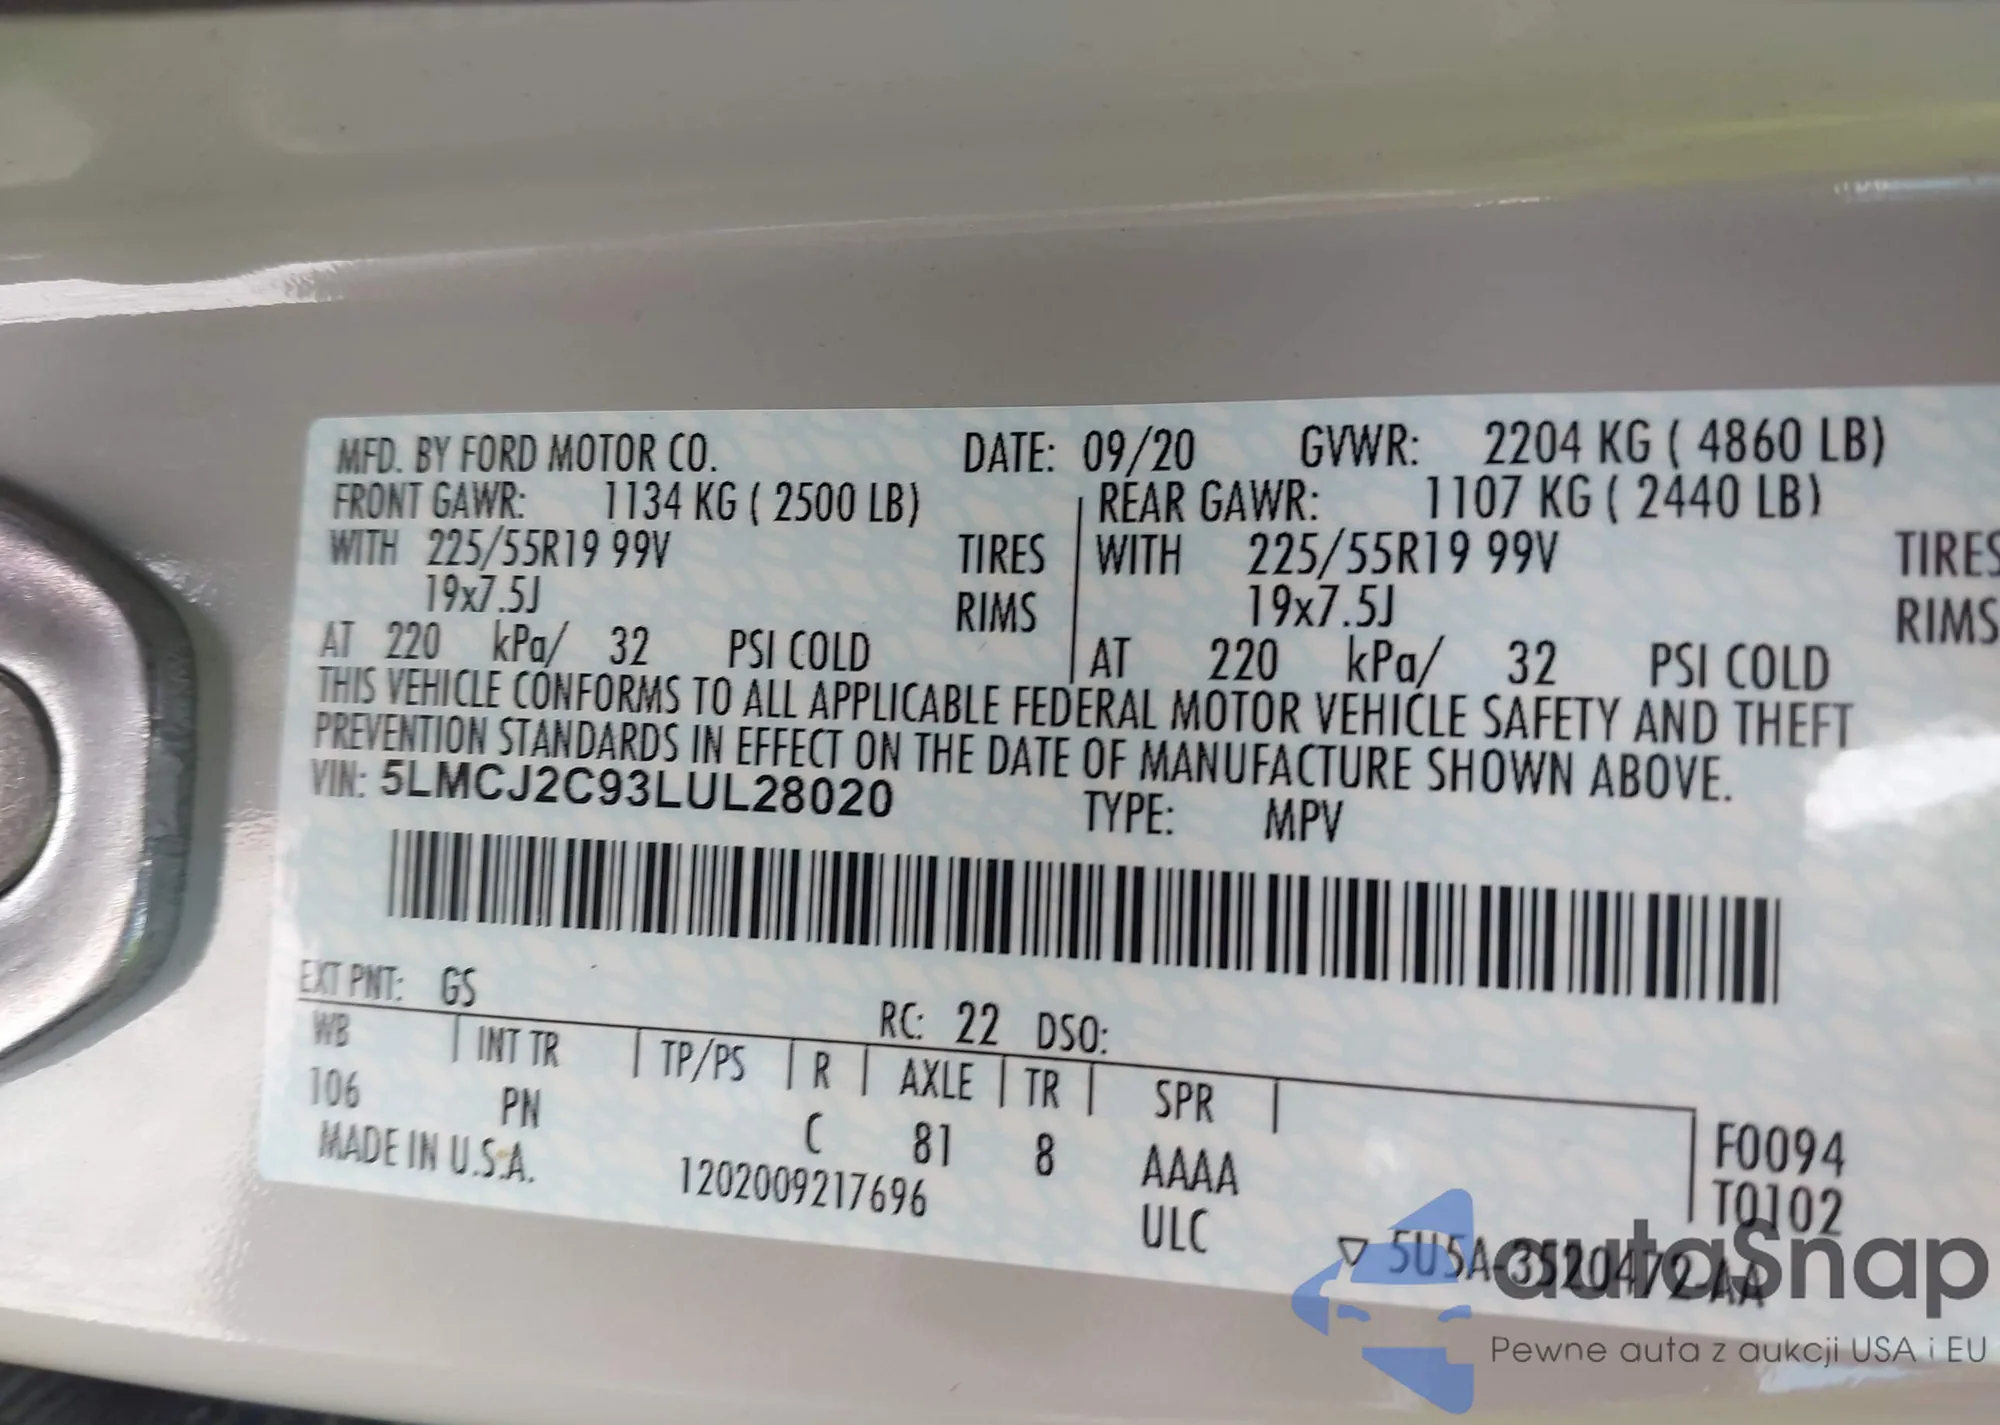 MFD. BY FORD MOTOR CO. DATE: 09/20 GVWR: 2204 KG ( 4860 LB)
FRONT GAWR: 1134 KG ( 2500 LB) REAR GAWR: 1107 KG ( 2440 LB)
WITH 225/55R19 99V TIRES WITH 225/55R19 99V TIRES
19x7.5J RIMS 19x7.5J RIMS
AT 220 kPa/ 32 PSI COLD AT 220 kPa/ 32 PSI COLD
THIS VEHICLE CONFORMS TO ALL APPLICABLE FEDERAL MOTOR VEHICLE SAFETY AND THEFT
PREVENTION STANDARDS IN EFFECT ON THE DATE OF MANUFACTURE SHOWN ABOVE.
VIN: 5LMCJ2C93LUL28020 TYPE: MPV
EXT PNT: GS RC: 22 DSO:
WB INT TR TP/PS R AXLE TR SPR
106 PN C 81 8 AAAA F0094
MADE IN U.S.A. 1202009217696 ULC T0102
5U5A-3520472-AA
autoSnap
Pewne auta z aukcji USA i EU